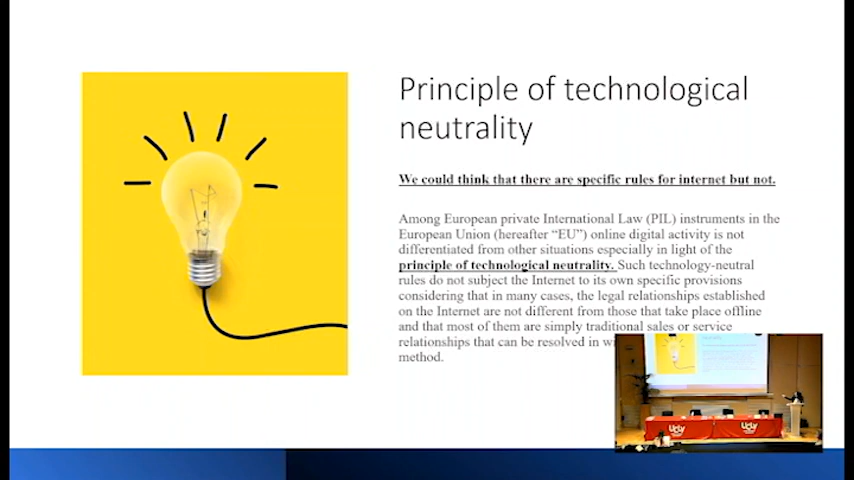 Principle of technological
neutrality
We could think that there are specific rules for internet but not.
Among European private International Law (PIL) instruments in the
European Union (hereafter “EU”) online digital activity is not
differentiated from other situations especially in light of the
principle of technological neutrality. Such technology-neutral
rules do not subject the Internet to its own specific provisions
considering that in many cases, the legal relationships established
on the Internet are not different from those that take place offline
and that most of them are simply traditional sales or service
relationships that can be resolved in
method.
UCLy
UCLy